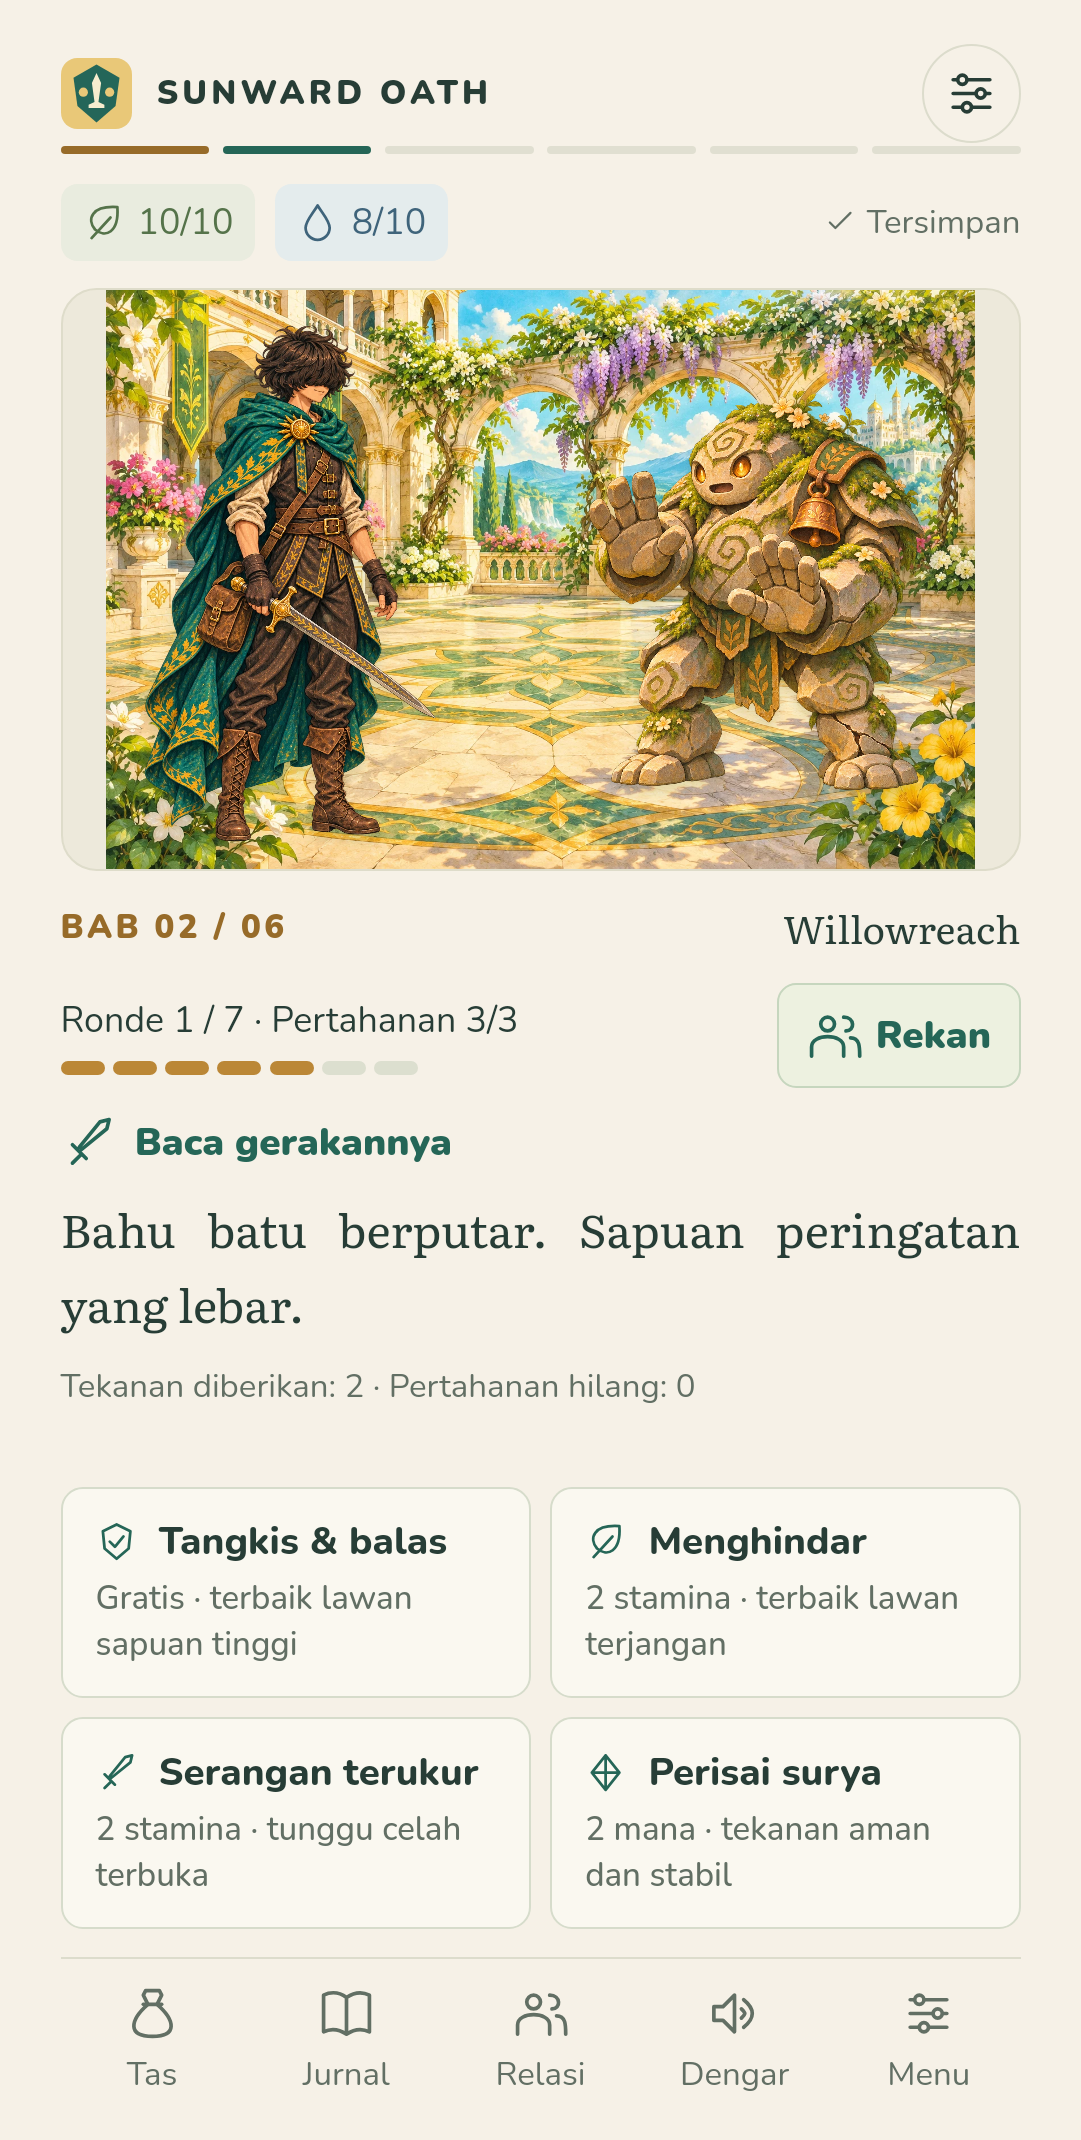 SUNWARD OATH
10/10
8/10
Tersimpan
BAB 02 / 06
Willowreach
Ronde 1 / 7 · Pertahanan 3/3
Rekan
Baca gerakannya
Bahu batu berputar. Sapuan peringatan
yang lebar.
Tekanan diberikan: 2 · Pertahanan hilang: 0
Tangkis & balas
Gratis · terbaik lawan
sapuan tinggi
Menghindar
2 stamina · terbaik lawan
terjangan
Serangan terukur
2 stamina · tunggu celah
terbuka
Perisai surya
2 mana · tekanan aman
dan stabil
Tas
Jurnal
Relasi
Dengar
Menu